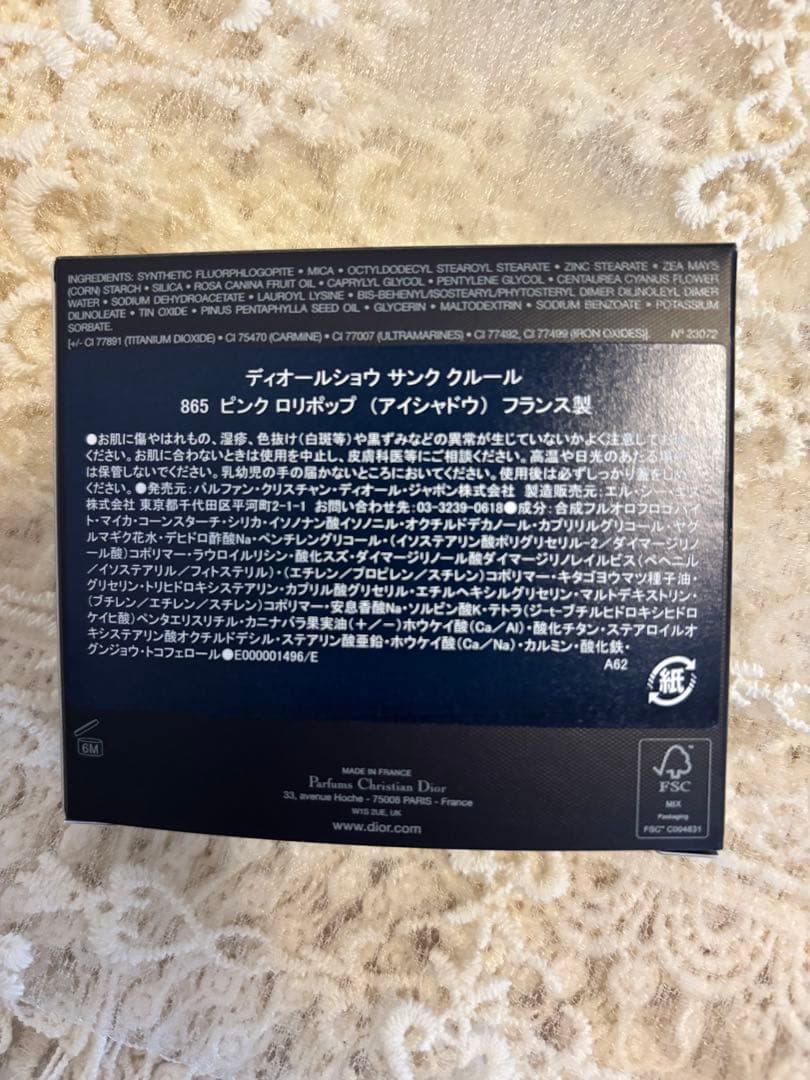 INGREDIENTS: SYNTHETIC FLUORPHLOGOPITE • MICA • OCTYLDODECYL STEAROYL STEARATE • ZINC STEARATE • ZEA MAYS
(CORN) STARCH • SILICA • ROSA CANINA FRUIT OIL • CAPRYLYL GLYCOL • PENTYLENE GLYCOL • CENTAUREA CYANUS FLOWER
WATER • SODIUM DEHYDROACETATE • LAUROYL LYSINE • BIS-BEHENYL/ISOSTEARYL/PHYTOSTERYL DIMER DILINOLEYL DIMER
DILINOLEATE • TIN OXIDE • PINUS PENTAPHYLLA SEED OIL • GLYCERIN • MALTODEXTRIN • SODIUM BENZOATE • POTASSIUM
SORBATE.
[+/- CI 77891 (TITANIUM DIOXIDE) • CI 75470 (CARMINE) • CI 77007 (ULTRAMARINES) • CI 77492, CI 77499 (IRON OXIDES)]. N° 23072
ディオールショウ サンク クルール
865 ピンク ロリポップ (アイシャドウ) フランス製
●お肌に傷やはれもの、湿疹、色抜け(白斑等)や黒ずみなどの異常が生じていないかよく注意してお
ください。お肌に合わないときは使用を中止し、皮膚科医等にご相談ください。高温や日光のあたる
は保管しないでください。乳幼児の手の届かないところにおいてください。使用後は必ずしっかり蓋をし
ください。●発売元:パルファン・クリスチャン・ディオール・ジャポン株式会社 製造販売元:エル・シー・エス
株式会社 東京都千代田区平河町2-1-1 お問い合わせ先:03-3239-0618●成分:合成フルオロフロゴパイ
ト・マイカ・コーンスターチ・シリカ・イソノナン酸イソノニル・オクチルドデカノール・カプリリルグリコール・ヤグ
ルマギク花水・デヒドロ酢酸Na・ペンチレングリコール・(イソステアリン酸ポリグリセリル-2/ダイマージリノ
ール酸)コポリマー・ラウロイルリシン・酸化スズ・ダイマージリノール酸ダイマージリノレイルビス(ベヘニル
/イソステアリル/フィトステリル)・(エチレン/プロピレン/スチレン)コポリマー・キタゴヨウマツ種子油・
グリセリン・トリヒドロキシステアリン・カプリル酸グリセリル・エチルヘキシルグリセリン・マルトデキストリン・
(ブチレン/エチレン/スチレン)コポリマー・安息香酸Na・ソルビン酸K・テトラ(ジ-t-ブチルヒドロキシヒドロ
ケイヒ酸)ペンタエリスリチル・カニナバラ果実油(+/-)ホウケイ酸(Ca/Al)・酸化チタン・ステアロイルオ
キシステアリン酸オクチルドデシル・ステアリン酸亜鉛・ホウケイ酸(Ca/Na)・カルミン・酸化鉄・
グンジョウ・トコフェロール●E000001496/E
A62
紙
6M
MADE IN FRANCE
Parfums Christian Dior
33, avenue Hoche - 75008 PARIS - France
W1S 2UE, UK
www.dior.com
FSC
MIX
Packaging
FSC™ C004831